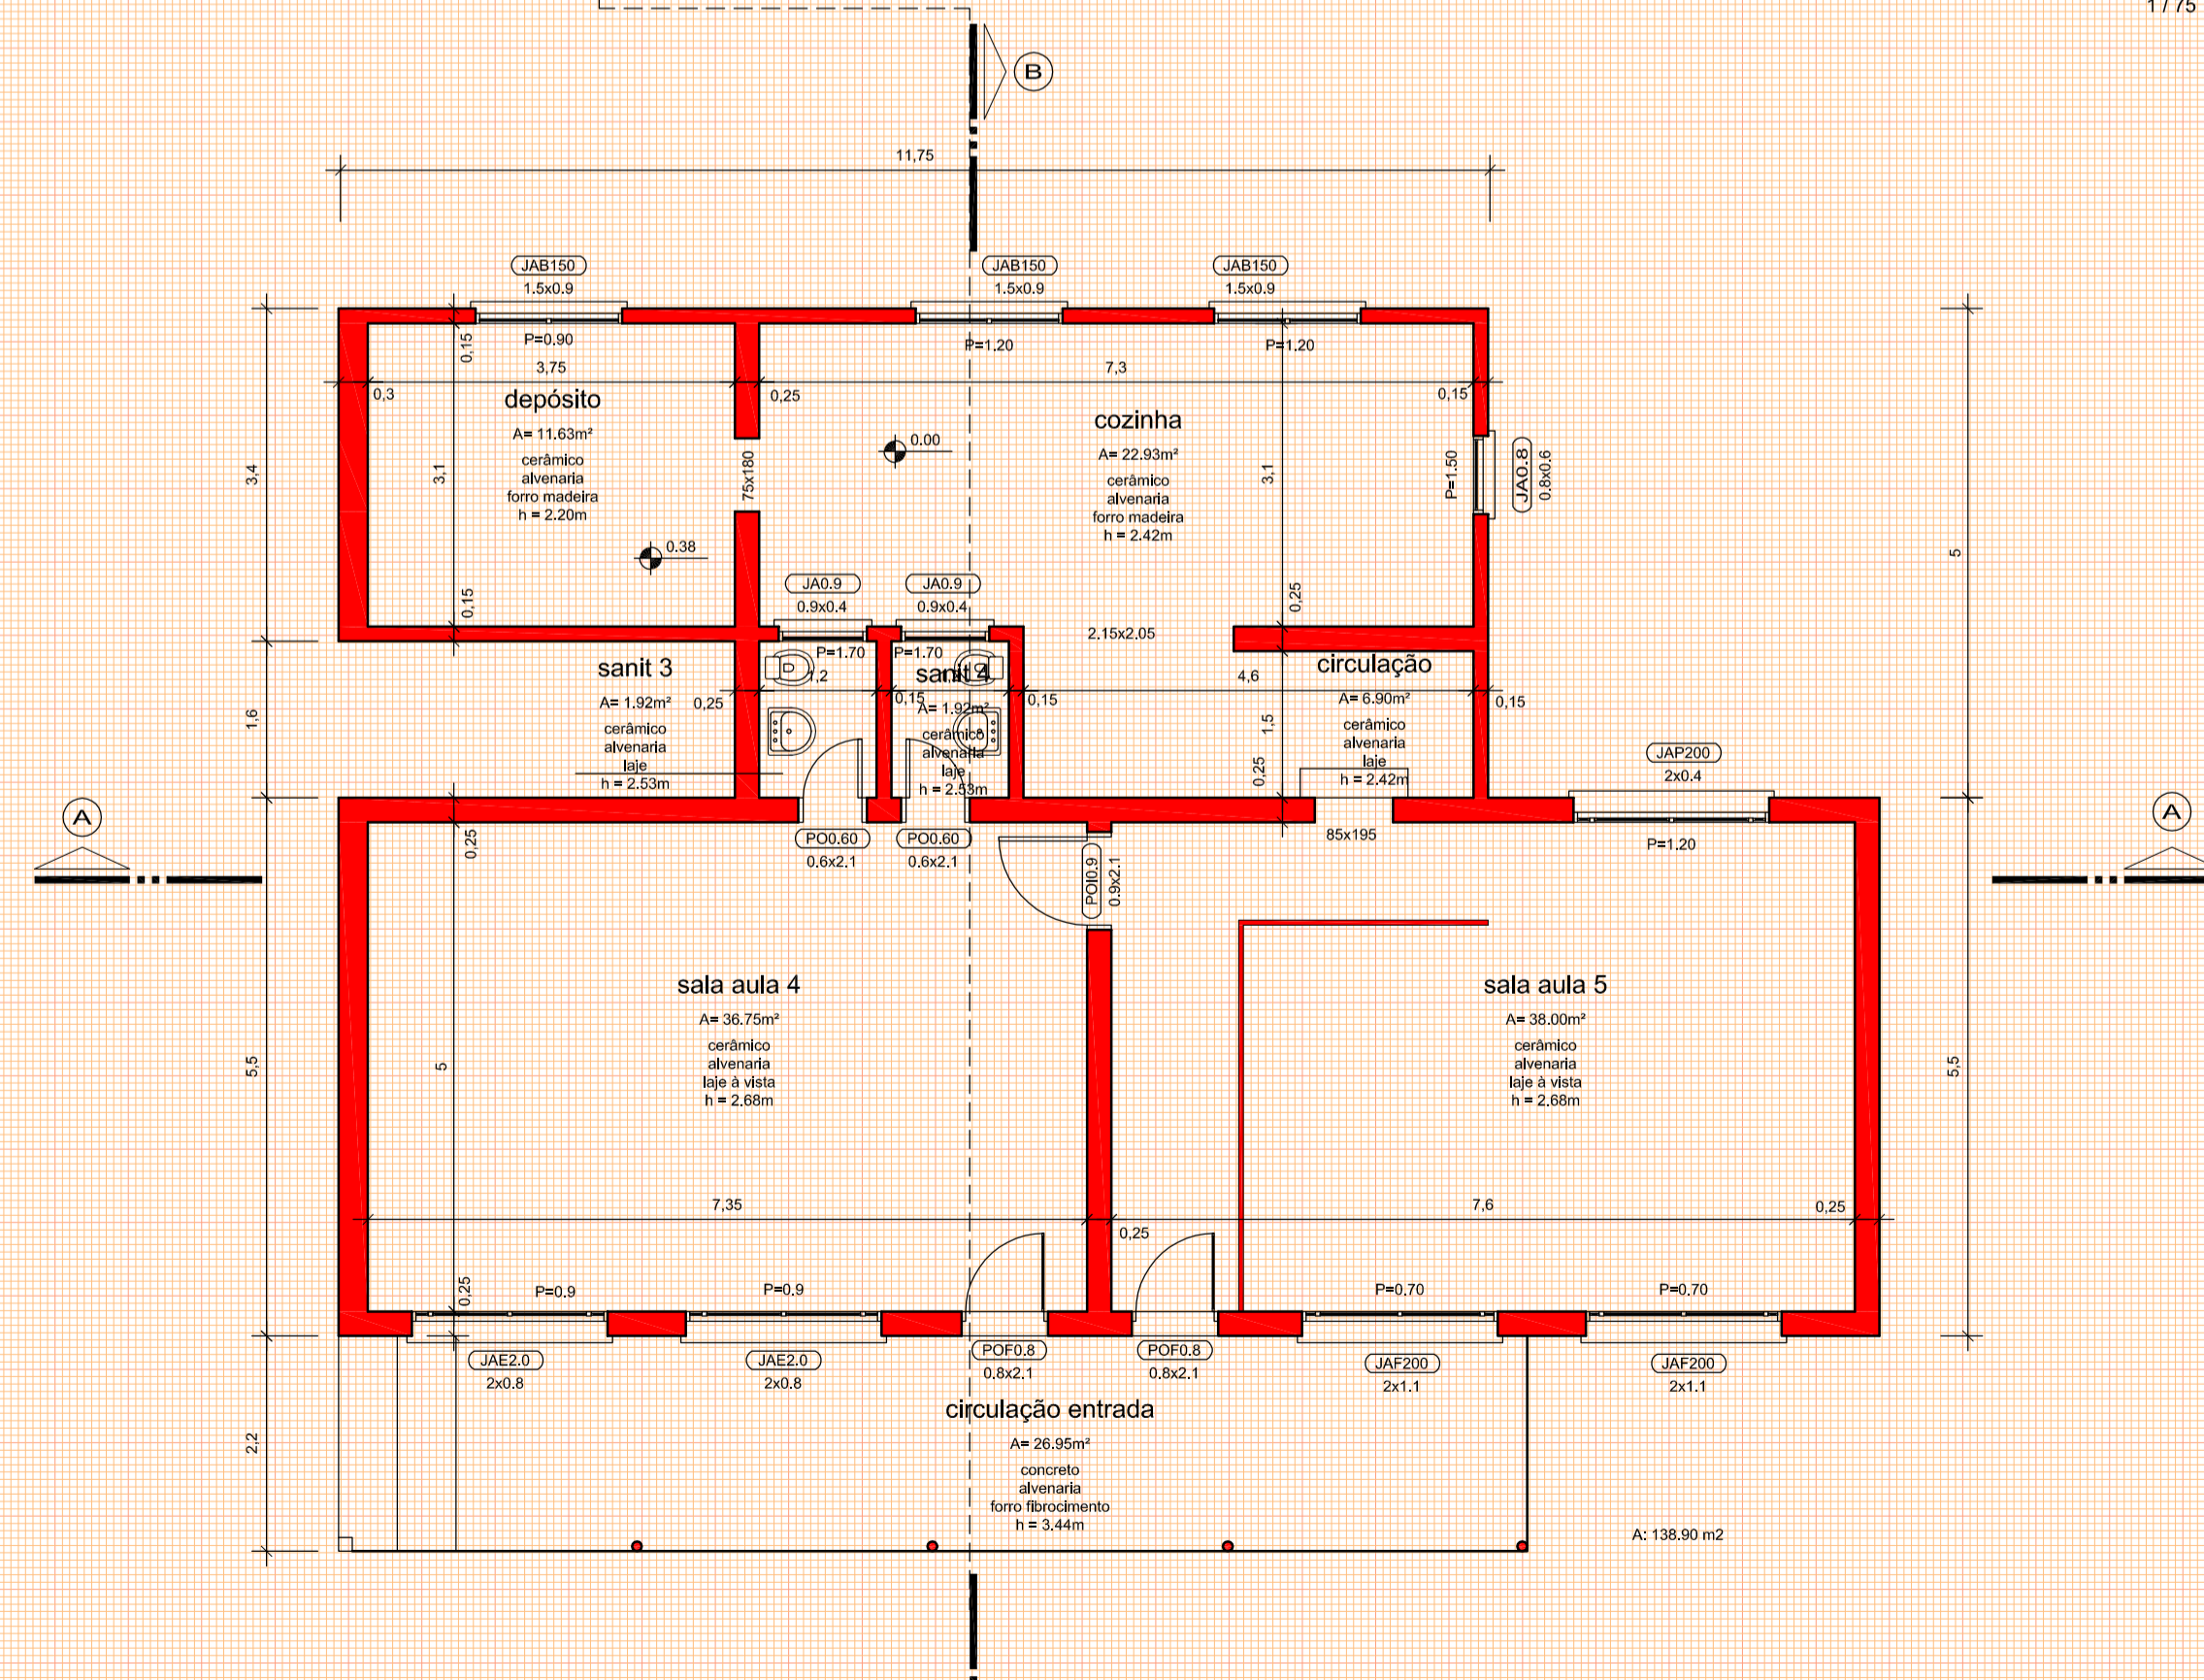 1 / 75
B
11,75
JAB150
1.5x0.9
JAB150
1.5x0.9
JAB150
1.5x0.9
P=0.90
P=1.20
P=1.20
0,15
3,75
7,3
0,3
0,25
0,15
depósito
A= 11.63m²
cerâmico
alvenaria
forro madeira
h = 2.20m
cozinha
A= 22.93m²
cerâmico
alvenaria
forro madeira
h = 2.42m
0.00
0.38
3,4
3,1
75x180
3,1
P=1.50
JA0.8
0.8x0.6
5
0,15
JA0.9
0.9x0.4
JA0.9
0.9x0.4
0,25
2.15x2.05
P=1.70
P=1.70
sanit 3
A= 1.92m²
cerâmico
alvenaria
laje
h = 2.53m
0,25
1,2
sanit 4
A= 1.92m²
cerâmico
alvenaria
laje
h = 2.53m
0,15
0,15
4,6
circulação
A= 6.90m²
cerâmico
alvenaria
laje
h = 2.42m
0,15
1,6
1,5
0,25
JAP200
2x0.4
P=1.20
A
A
0,25
PO0.60
0.6x2.1
PO0.60
0.6x2.1
POI0.9
0.9x2.1
85x195
sala aula 4
A= 36.75m²
cerâmico
alvenaria
laje à vista
h = 2.68m
sala aula 5
A= 38.00m²
cerâmico
alvenaria
laje à vista
h = 2.68m
5,5
5
5,5
7,35
0,25
7,6
0,25
0,25
P=0.9
P=0.9
P=0.70
P=0.70
JAE2.0
2x0.8
JAE2.0
2x0.8
POF0.8
0.8x2.1
POF0.8
0.8x2.1
JAF200
2x1.1
JAF200
2x1.1
2,2
circulação entrada
A= 26.95m²
concreto
alvenaria
forro fibrocimento
h = 3.44m
A: 138.90 m2